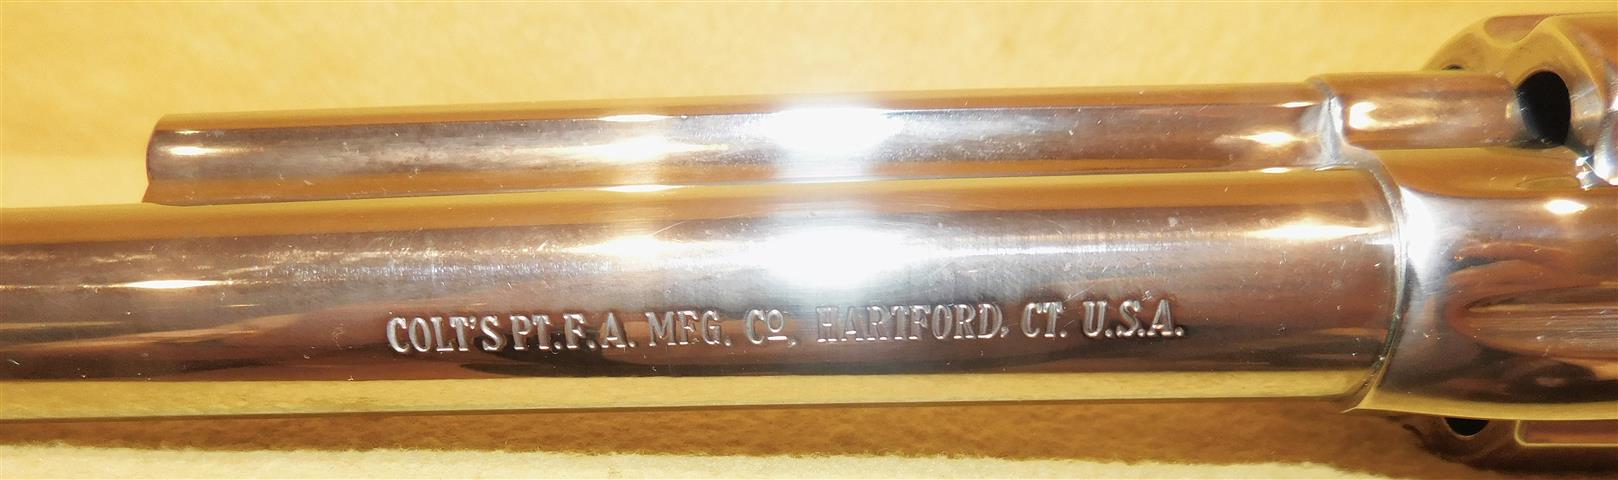 COLT'S PT. F. A. MFG. Co. HARTFORD, CT. U.S.A.